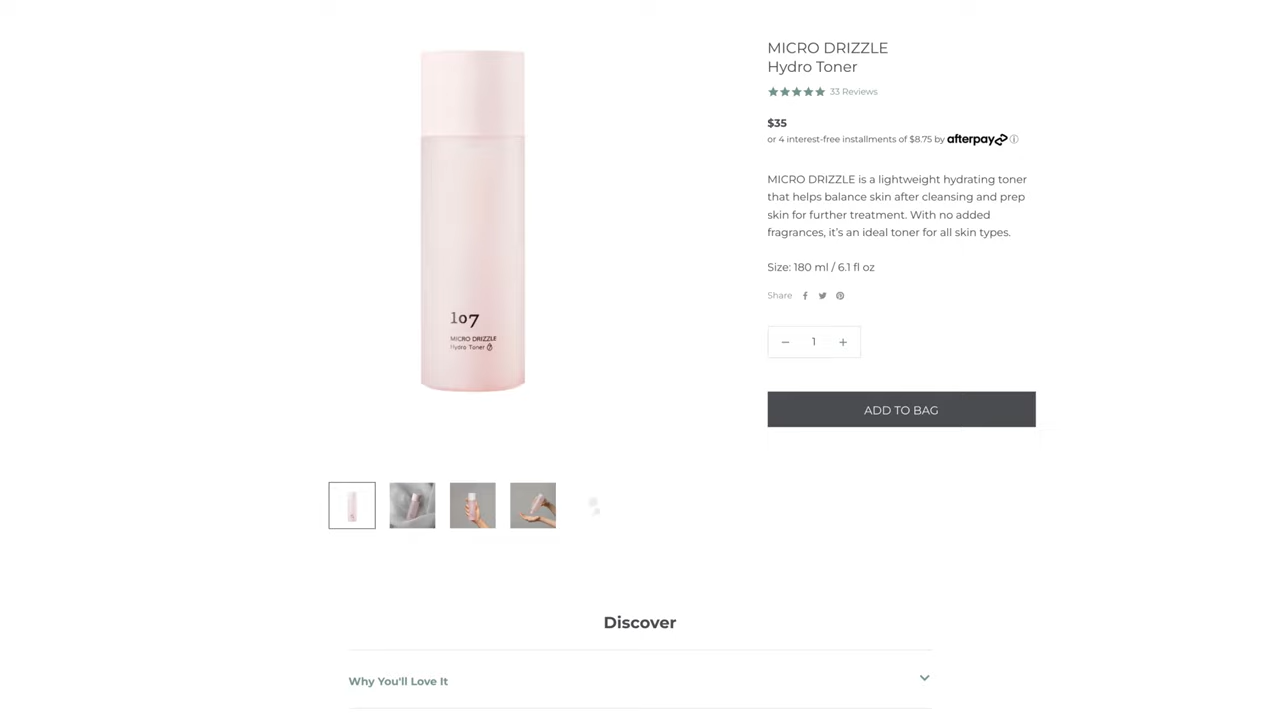 MICRO DRIZZLE
Hydro Toner
33 Reviews
$35
or 4 interest-free installments of $8.75 by afterpay
MICRO DRIZZLE is a lightweight hydrating toner
that helps balance skin after cleansing and prep
skin for further treatment. With no added
fragrances, it's an ideal toner for all skin types.
Size: 180 ml / 6.1 fl oz
Share
1
ADD TO BAG
107
MICRO DRIZZLE
Hydro Toner
Discover
Why You'll Love It